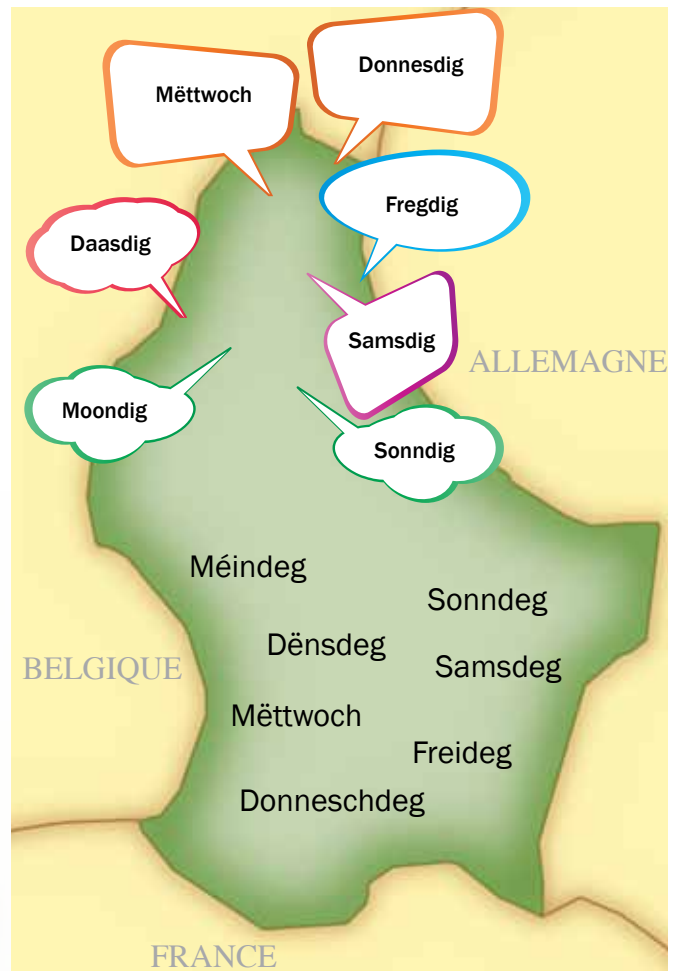 Donnesdig
Mëttwoch
Fregdig
Daasdig
Samsdig
ALLEMAGNE
Moondig
Sonndig
Méindeg
Sonndeg
Dënsdeg
Samsdeg
BELGIQUE
Mëttwoch
Freideg
Donneschdeg
FRANCE